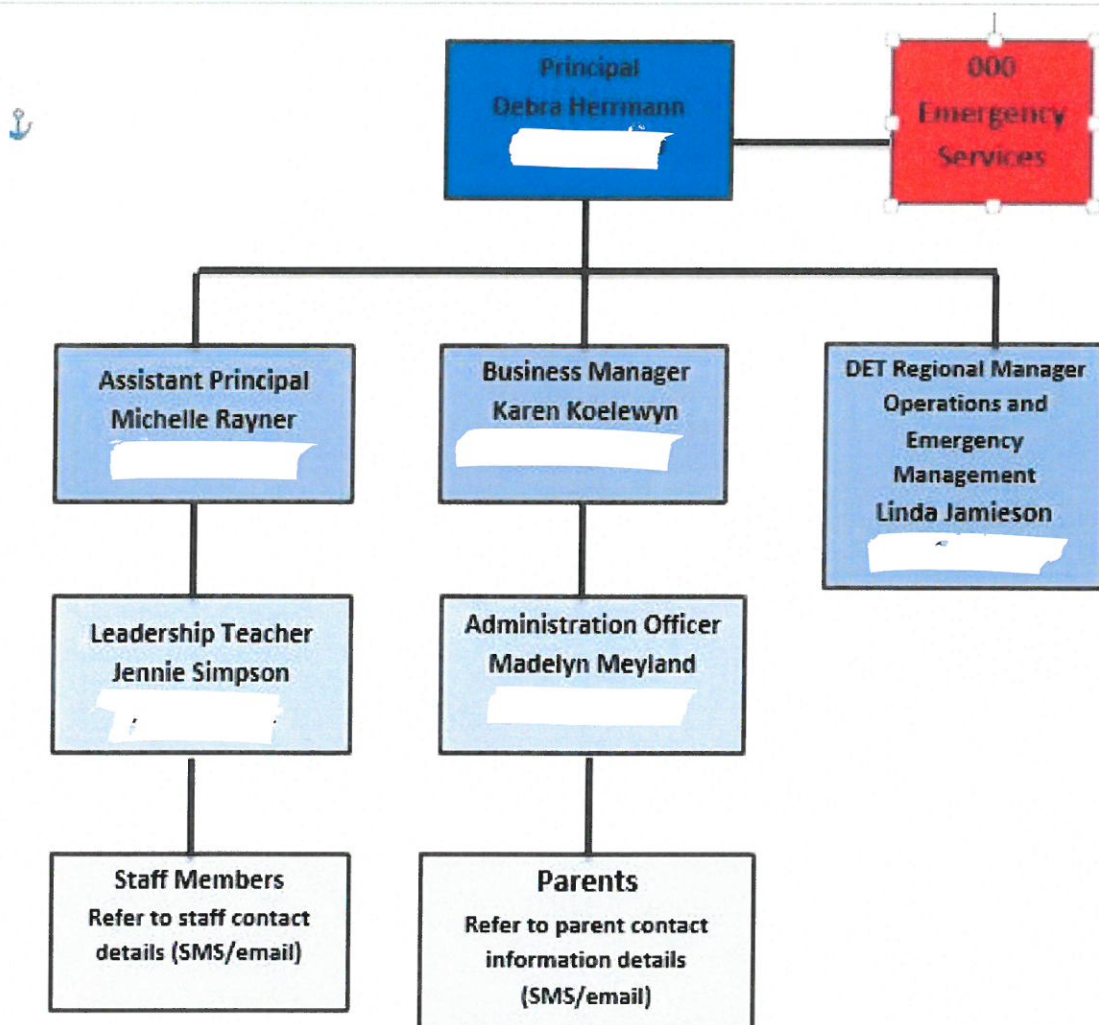 Principal
Debra Herrmann
000
Emergency
Services
Assistant Principal
Michelle Rayner
Business Manager
Karen Koelewyn
DET Regional Manager
Operations and
Emergency
Management
Linda Jamieson
Leadership Teacher
Jennie Simpson
Administration Officer
Madelyn Meyland
Staff Members
Refer to staff contact
details (SMS/email)
Parents
Refer to parent contact
information details
(SMS/email)